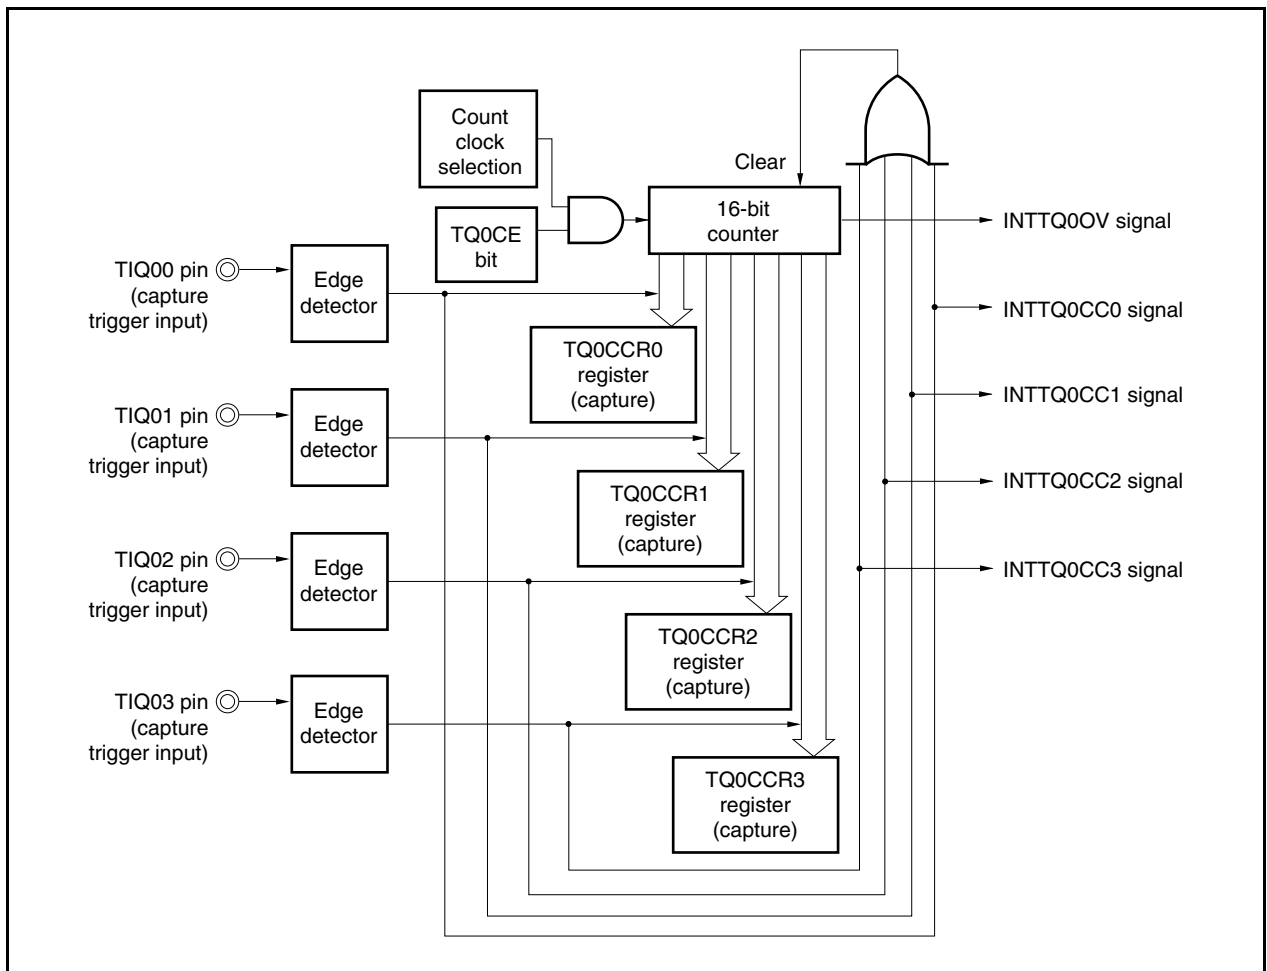 Count
clock
selection
Clear
16-bit
counter
INTTQ0OV signal
TQ0CE
bit
TIQ00 pin
(capture
trigger input)
Edge
detector
INTTQ0CC0 signal
TQ0CCR0
register
(capture)
TIQ01 pin
(capture
trigger input)
Edge
detector
INTTQ0CC1 signal
TQ0CCR1
register
(capture)
INTTQ0CC2 signal
TIQ02 pin
(capture
trigger input)
Edge
detector
INTTQ0CC3 signal
TQ0CCR2
register
(capture)
TIQ03 pin
(capture
trigger input)
Edge
detector
TQ0CCR3
register
(capture)